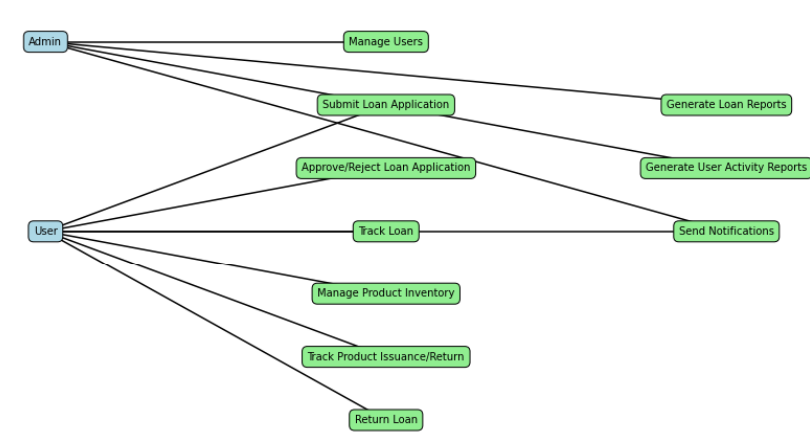 Admin
Manage Users
Submit Loan Application
Generate Loan Reports
Approve/Reject Loan Application
Generate User Activity Reports
User
Track Loan
Send Notifications
Manage Product Inventory
Track Product Issuance/Return
Return Loan